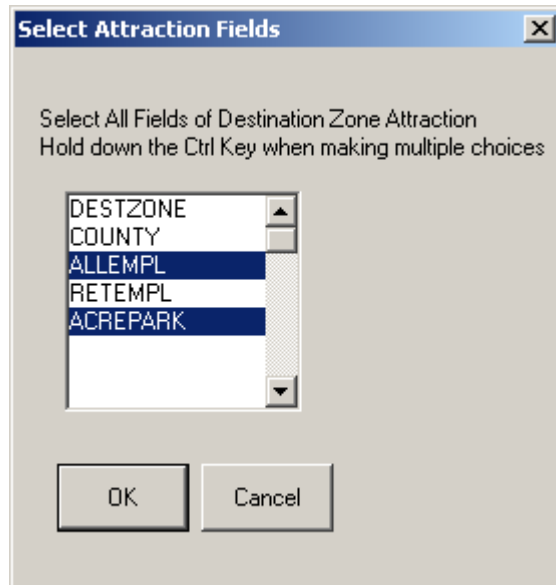 Select Attraction Fields
Select All Fields of Destination Zone Attraction
Hold down the Ctrl Key when making multiple choices
DESTZONE
COUNTY
ALLEMPL
RETEMPL
ACREPARK
OK
Cancel